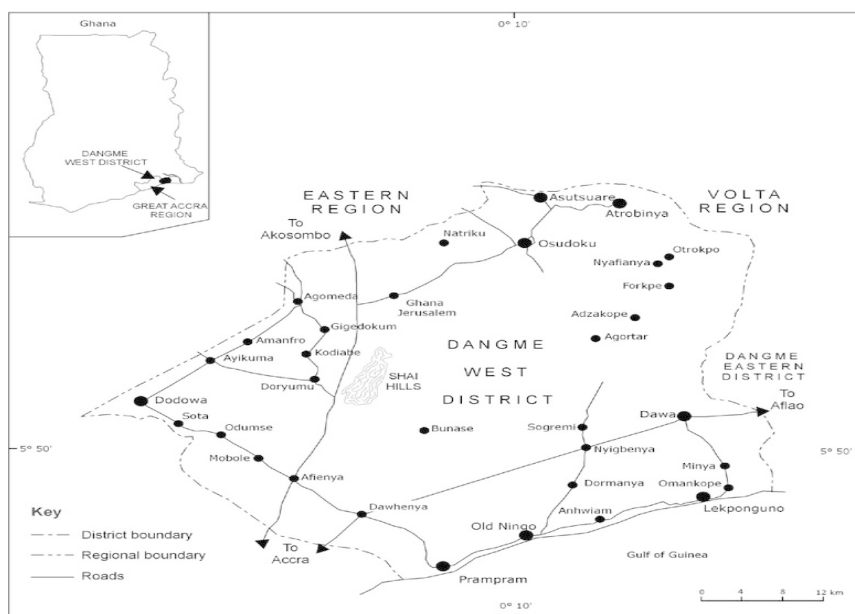 0° 10'
Ghana
DANGME
WEST DISTRICT
GREAT ACCRA
REGION
EASTERN
REGION
VOLTA
REGION
To
Akosombo
Asutsuare
Atrobinya
Natriku
Osudoku
Otrokpo
Nyafianya
Forkpe
Agomeda
Ghana
Jerusalem
Gigedokum
Adzakope
Amanfro
Agortar
Ayikuma
Kodiabe
DANGME
WEST
DISTRICT
DANGME
EASTERN
DISTRICT
SHAI
HILLS
Doryumu
To
Aflao
Dodowa
Sota
Odumse
Bunase
Sogremi
Dawa
5° 50'
5° 50'
Mobole
Nyigbenya
Minya
Afienya
Dormanya
Omankope
Dawhenya
Anhwiam
Lekponguno
Old Ningo
Key
District boundary
Regional boundary
Roads
To
Accra
Prampram
Gulf of Guinea
0 4 8 12 km
0° 10'